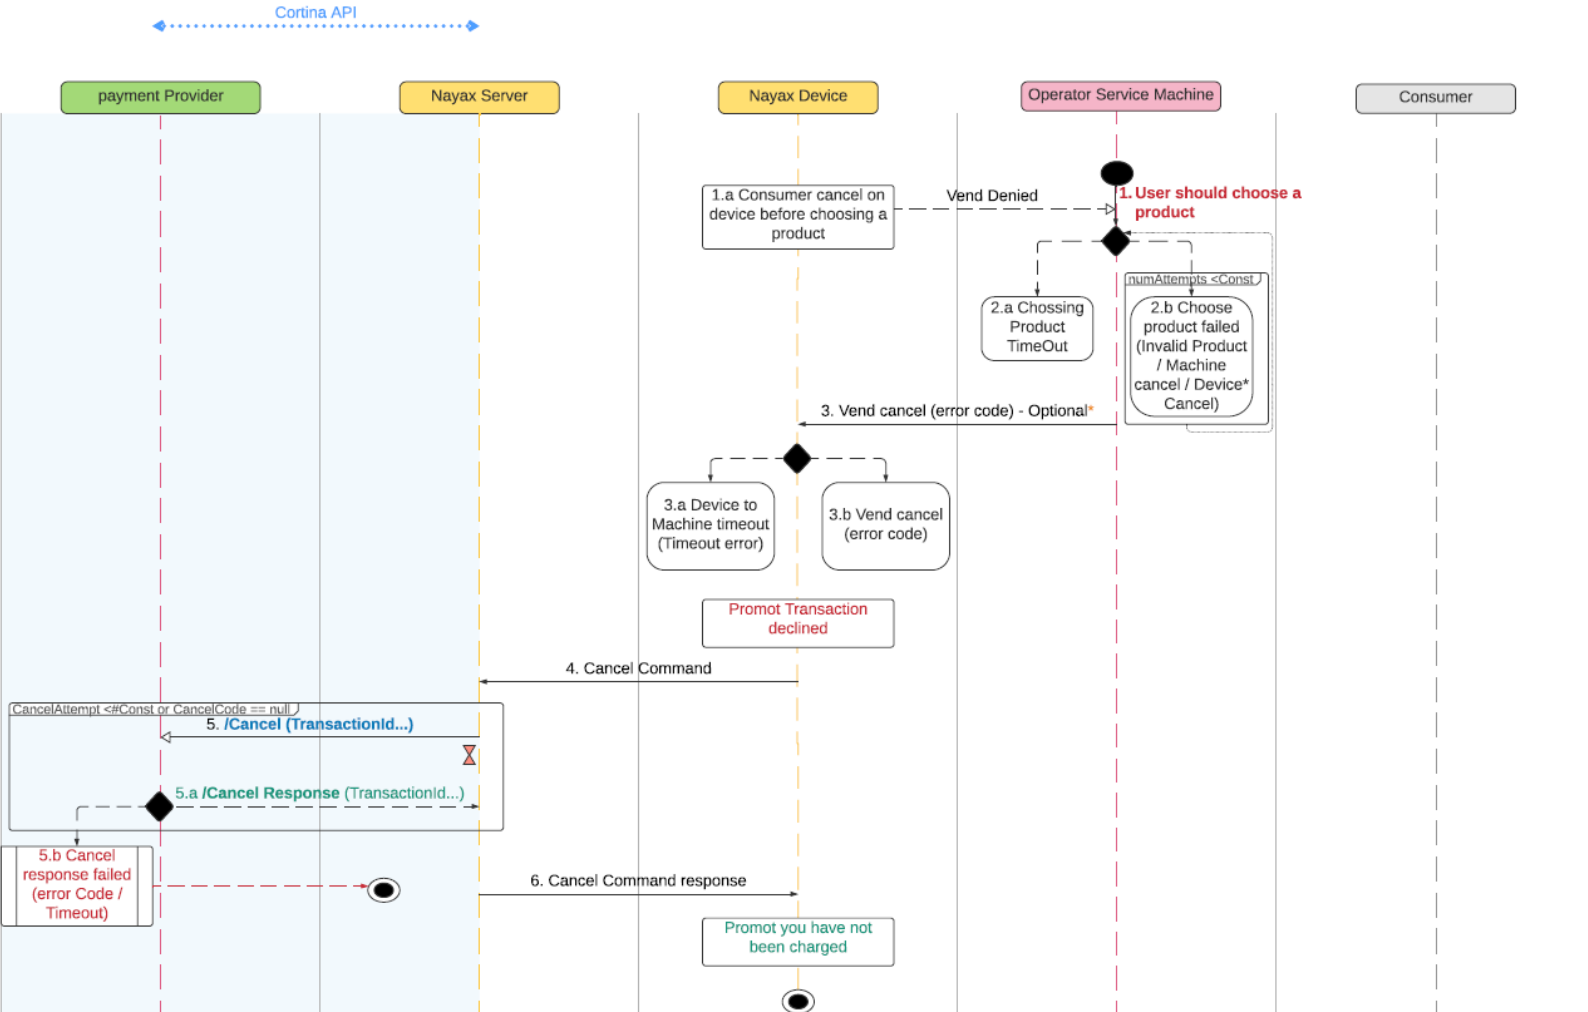 Cortina API
payment Provider
Nayax Server
Nayax Device
Operator Service Machine
Consumer
1.a Consumer cancel on
device before choosing a
product
Vend Denied
1. User should choose a
product
numAttempts <Const
2.a Chossing
Product
TimeOut
2.b Choose
product failed
(Invalid Product
/ Machine
cancel / Device*
Cancel)
3. Vend cancel (error code) - Optional*
3.a Device to
Machine timeout
(Timeout error)
3.b Vend cancel
(error code)
Promot Transaction
declined
4. Cancel Command
CancelAttempt <#Const or CancelCode == null
5. /Cancel (TransactionId...)
5.a /Cancel Response (TransactionId...)
5.b Cancel
response failed
(error Code /
Timeout)
6. Cancel Command response
Promot you have not
been charged